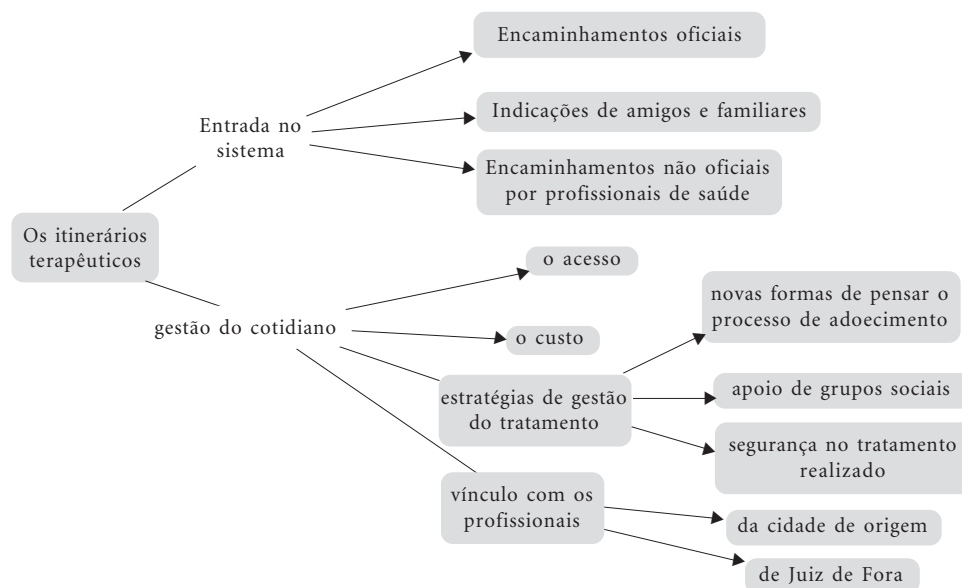 Encaminhamentos oficiais
Entrada no
sistema
Indicações de amigos e familiares
Encaminhamentos não oficiais
por profissionais de saúde
Os itinerários
terapêuticos
gestão do cotidiano
o acesso
o custo
estratégias de gestão
do tratamento
novas formas de pensar o
processo de adoecimento
apoio de grupos sociais
segurança no tratamento
realizado
vínculo com os
profissionais
da cidade de origem
de Juiz de Fora